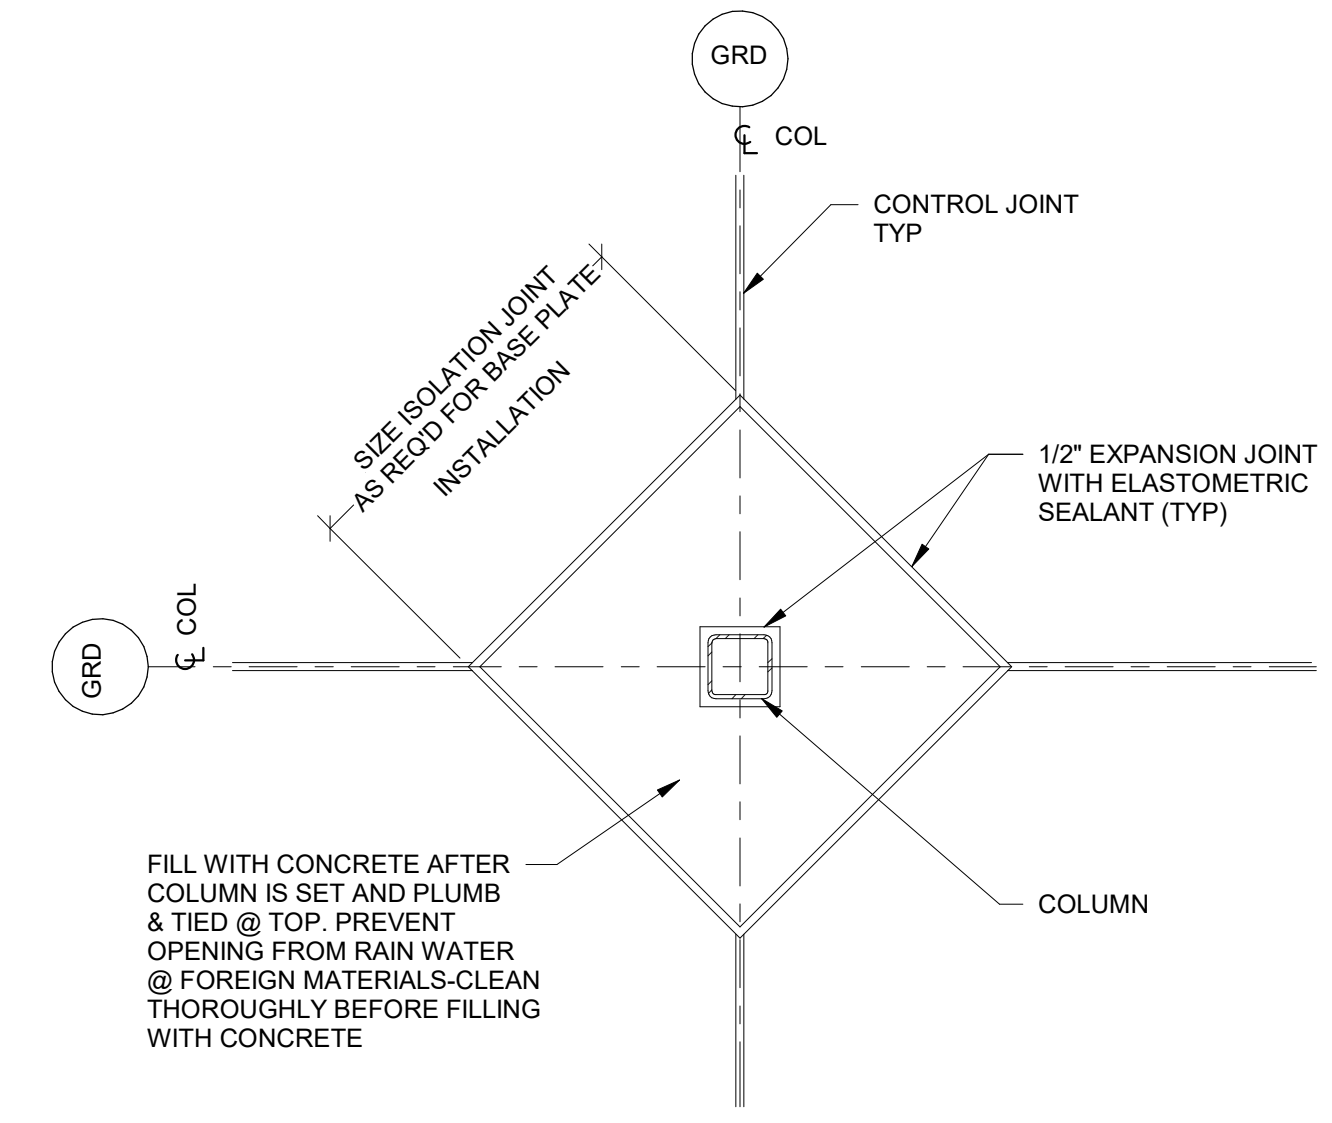 GRD
℄ COL
CONTROL JOINT
TYP
SIZE ISOLATION JOINT
AS REQ'D FOR BASE PLATE
INSTALLATION
1/2" EXPANSION JOINT
WITH ELASTOMETRIC
SEALANT (TYP)
℄ COL
GRD
FILL WITH CONCRETE AFTER
COLUMN IS SET AND PLUMB
& TIED @ TOP. PREVENT
OPENING FROM RAIN WATER
@ FOREIGN MATERIALS-CLEAN
THOROUGHLY BEFORE FILLING
WITH CONCRETE
COLUMN